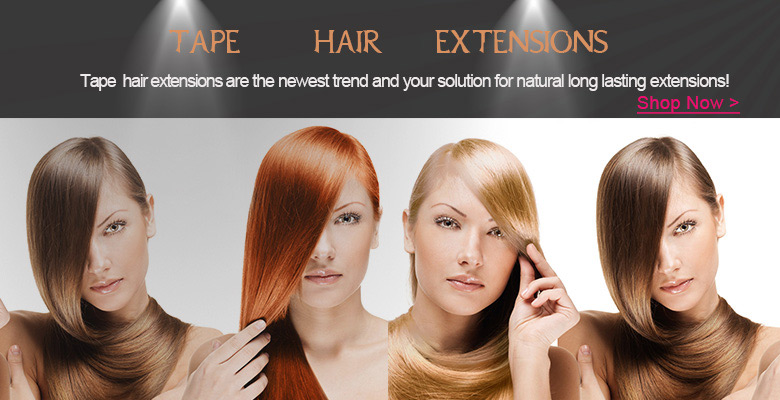 TAPE HAIR EXTENSIONS
Tape hair extensions are the newest trend and your solution for natural long lasting extensions!
Shop Now >